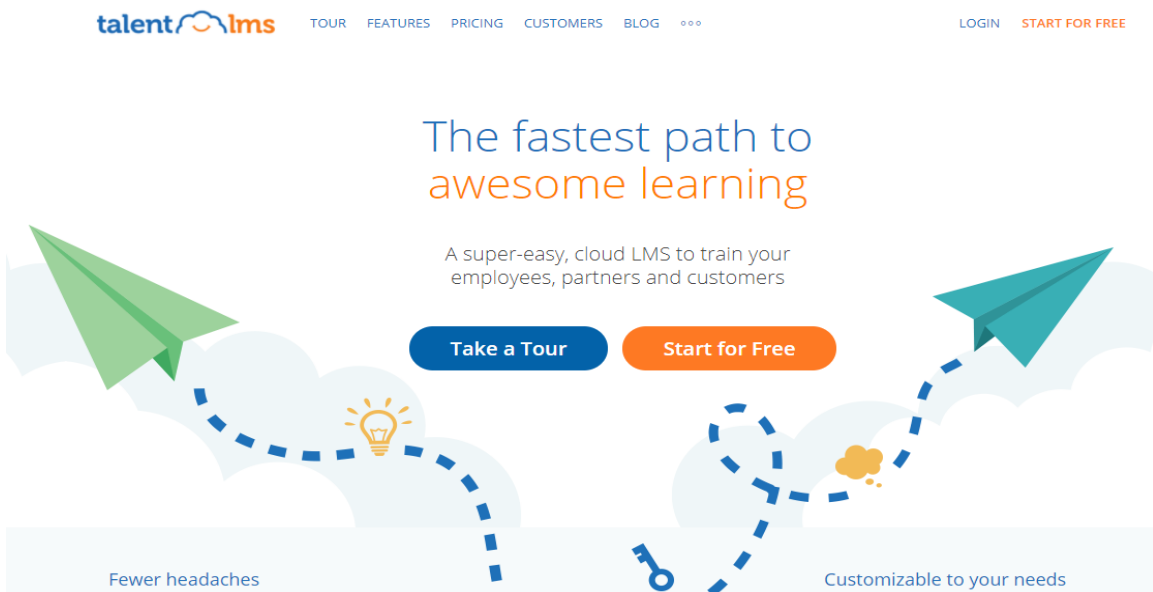 talentlms
TOUR FEATURES PRICING CUSTOMERS BLOG
LOGIN START FOR FREE
The fastest path to
awesome learning
A super-easy, cloud LMS to train your
employees, partners and customers
Take a Tour
Start for Free
Fewer headaches
Customizable to your needs